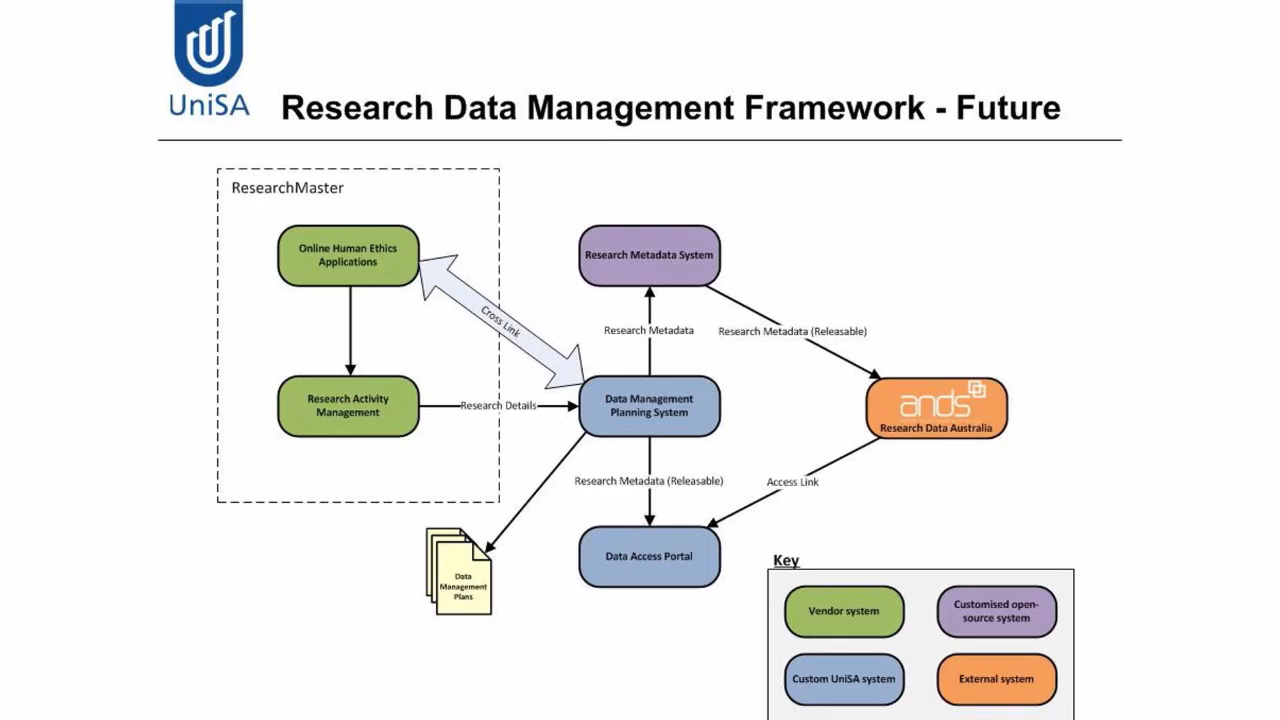 UniSA
Research Data Management Framework - Future
ResearchMaster
Online Human Ethics
Applications
Research Metadata System
Cross Link
Research Metadata
Research Metadata (Releasable)
Research Activity
Management
Research Details
Data Management
Planning System
ands
Research Data Australia
Research Metadata (Releasable)
Access Link
Data
Management
Plans
Data Access Portal
Key
Vendor system
Customised open-
source system
Custom UniSA system
External system